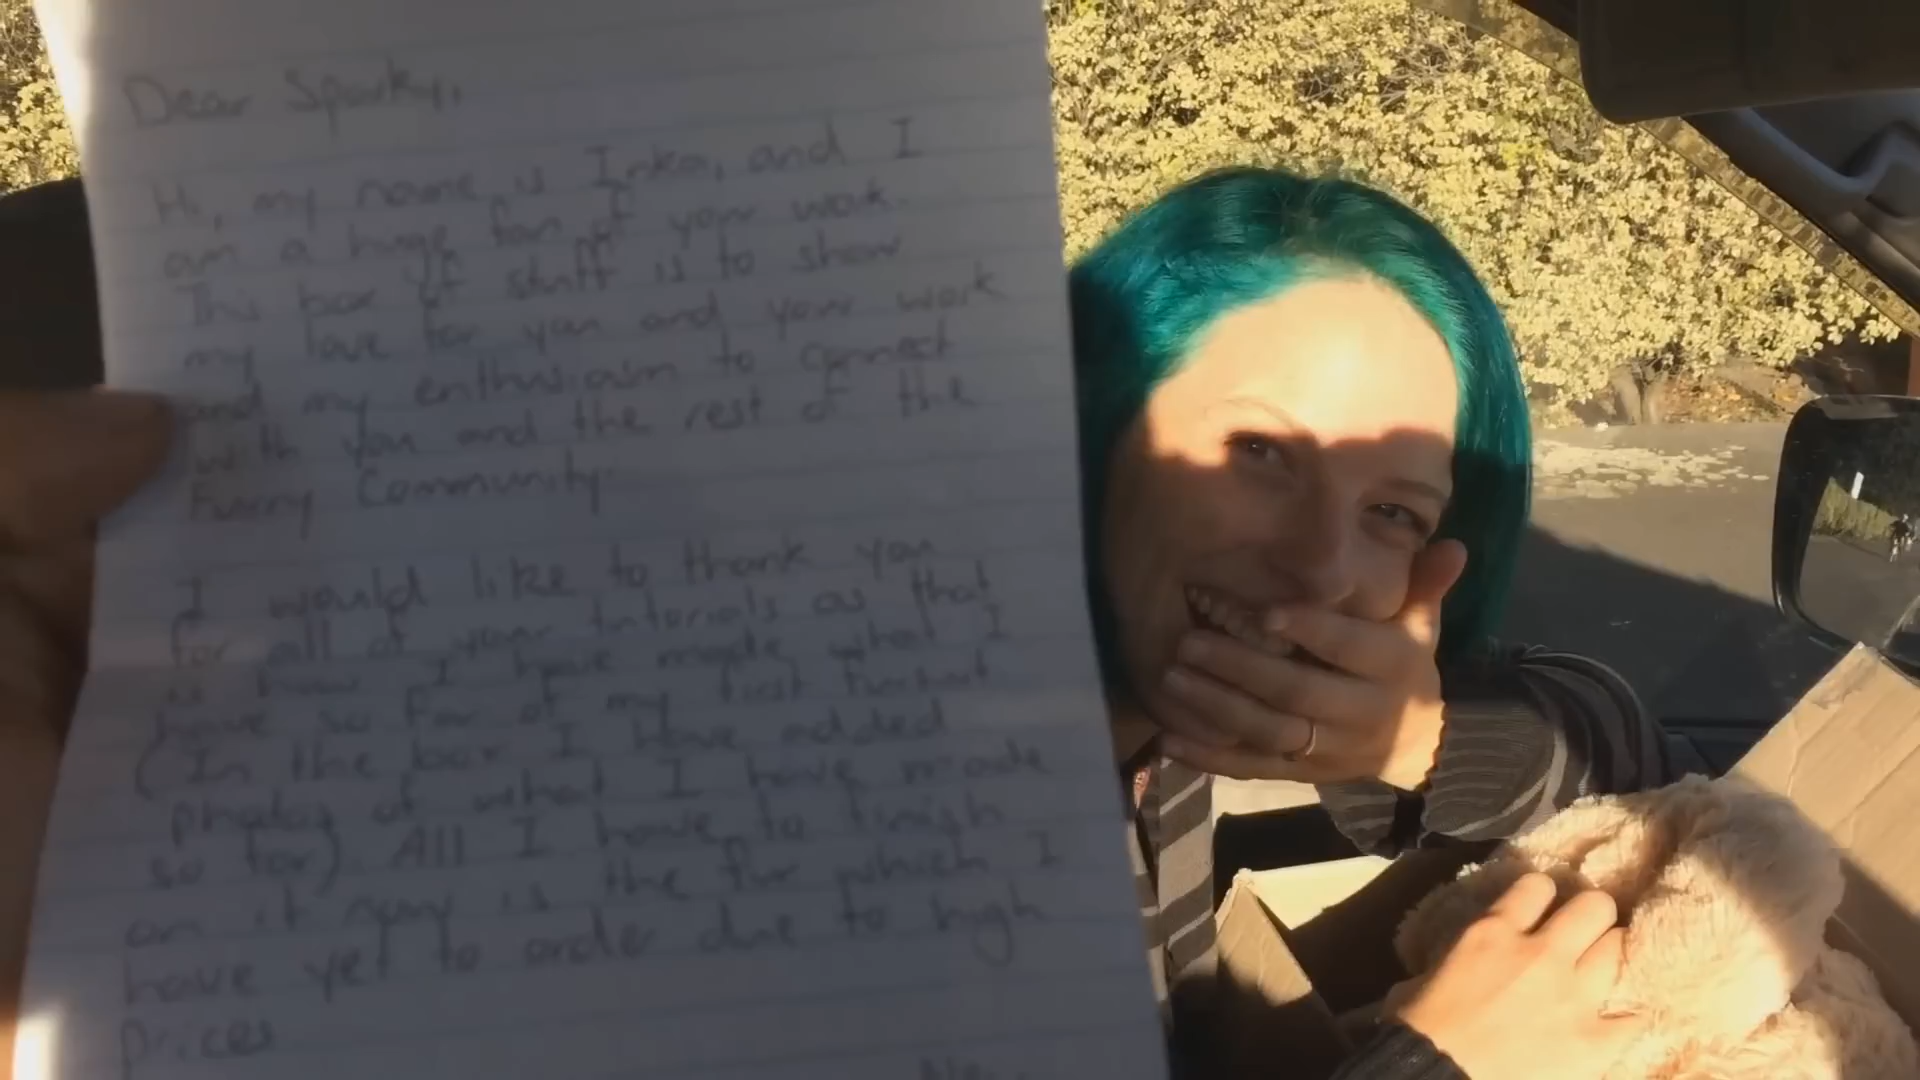 Dear Sparky,
Hi, my name is Inka, and I
am a huge fan of your work.
This box of stuff is to show
my love for you and your work
and my enthusiasm to connect
with you and the rest of the
Furry Community.
I would like to thank you
for all of your tutorials as that
is how I have made what I
have so far of my first fursuit
(In the box I have added
photos of what I have made
so far). All I have to finish
on it now is the fur which I
have yet to order due to high
prices